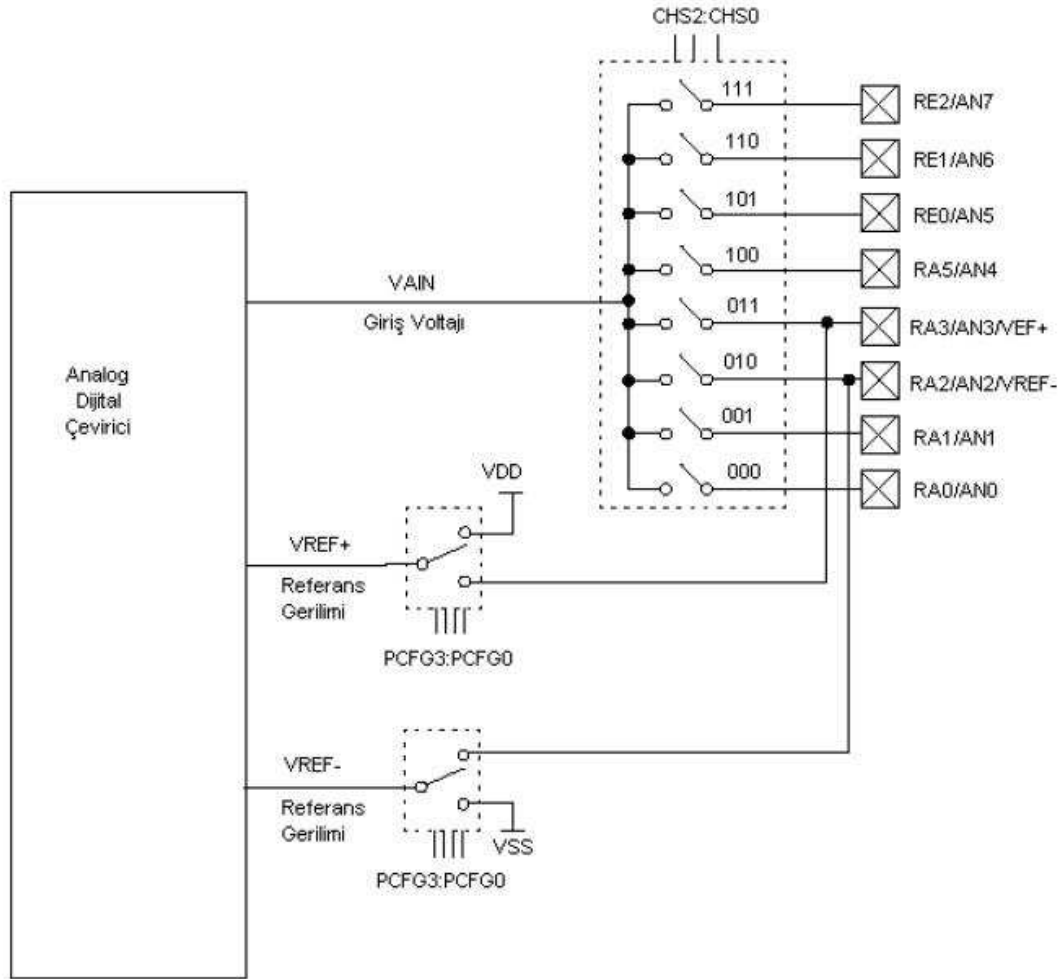 CHS2:CHS0
111
RE2/AN7
110
RE1/AN6
101
RE0/AN5
100
RA5/AN4
VAIN
Giriş Voltajı
011
RA3/AN3/VEF+
010
RA2/AN2/VREF-
Analog
Dijital
Çevirici
001
RA1/AN1
000
RA0/AN0
VDD
VREF+
Referans
Gerilimi
PCFG3:PCFG0
VREF-
Referans
Gerilimi
VSS
PCFG3:PCFG0